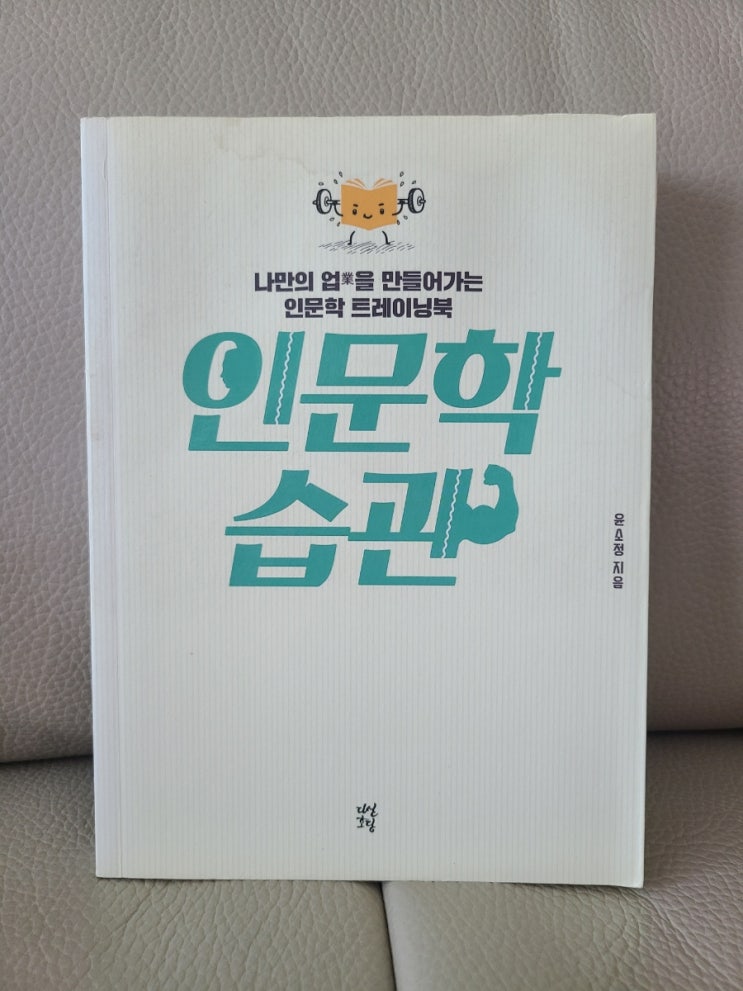 나만의 업業을 만들어가는
인문학 트레이닝북
인문학
습관
윤소정 지음
다산
초당